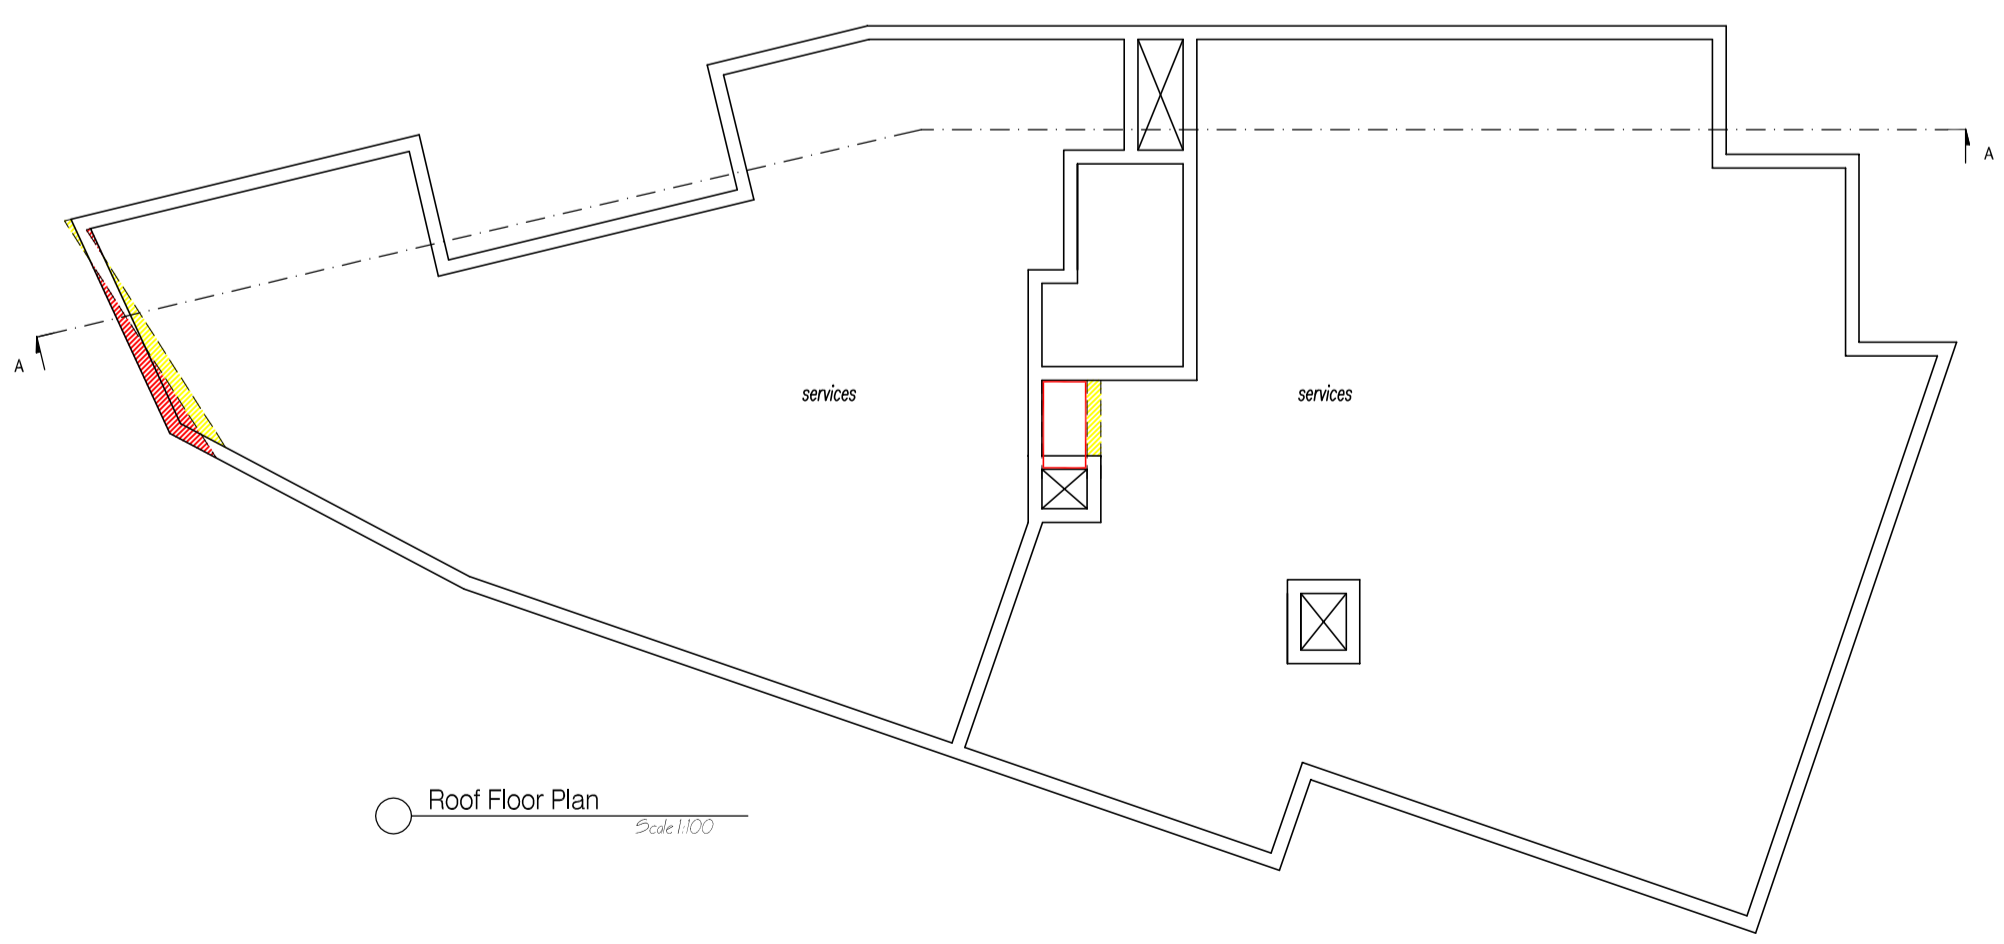 A
A
services
services
Roof Floor Plan
Scale 1:100